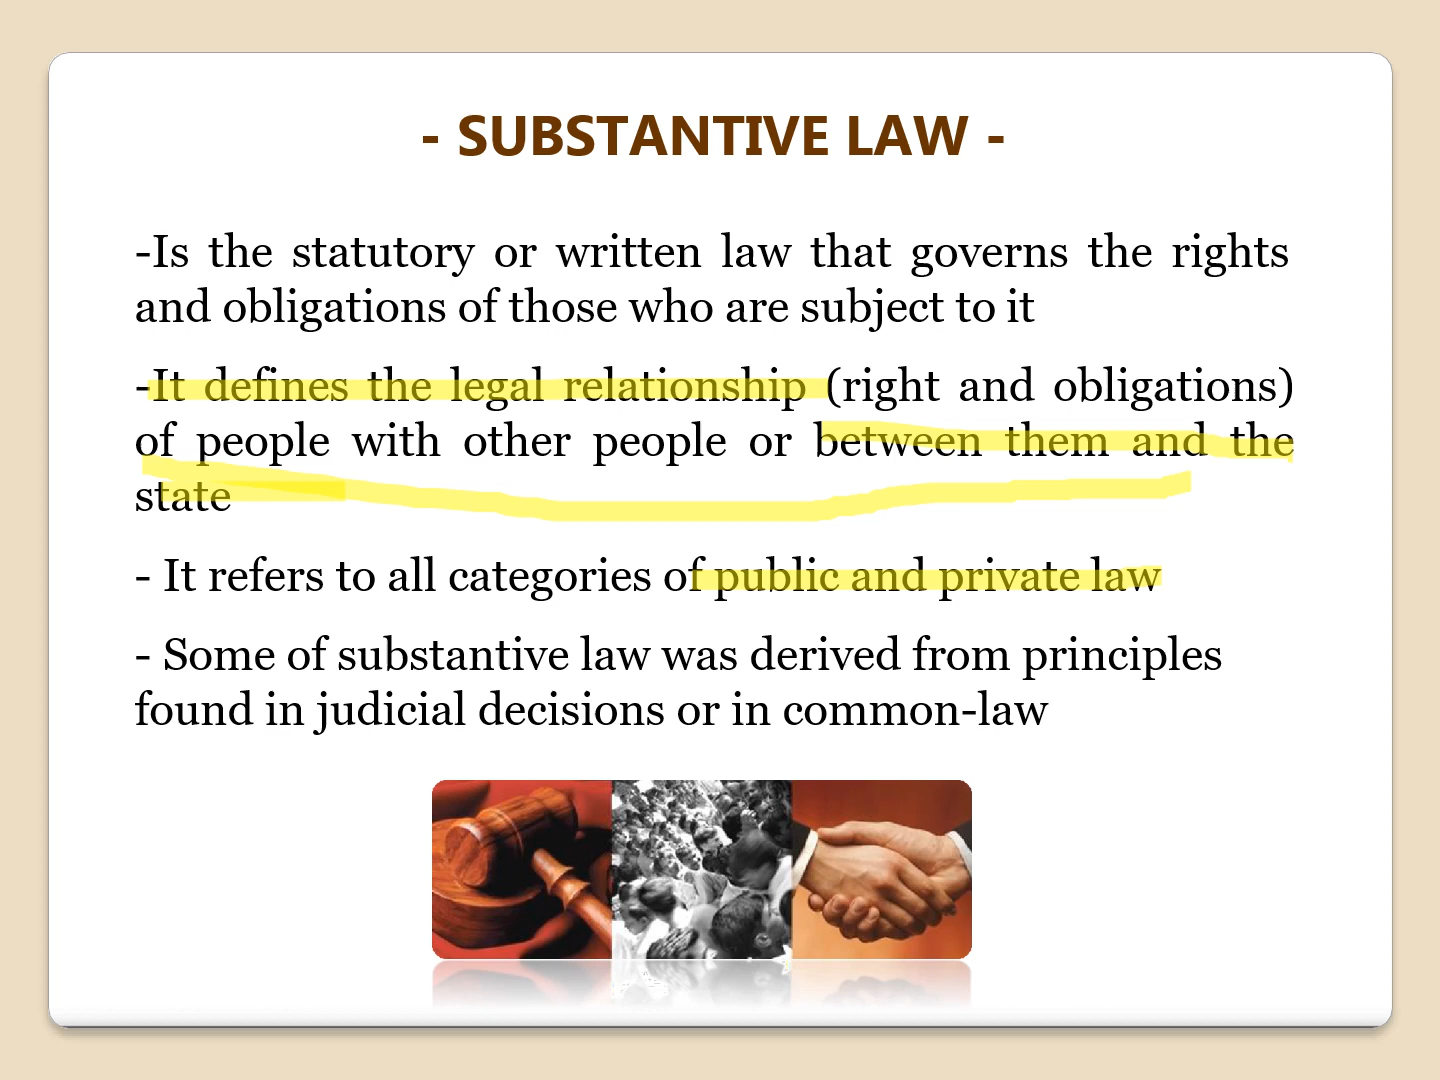 - SUBSTANTIVE LAW -
-Is the statutory or written law that governs the rights
and obligations of those who are subject to it
-It defines the legal relationship (right and obligations)
of people with other people or between them and the
state
- It refers to all categories of public and private law
- Some of substantive law was derived from principles
found in judicial decisions or in common-law